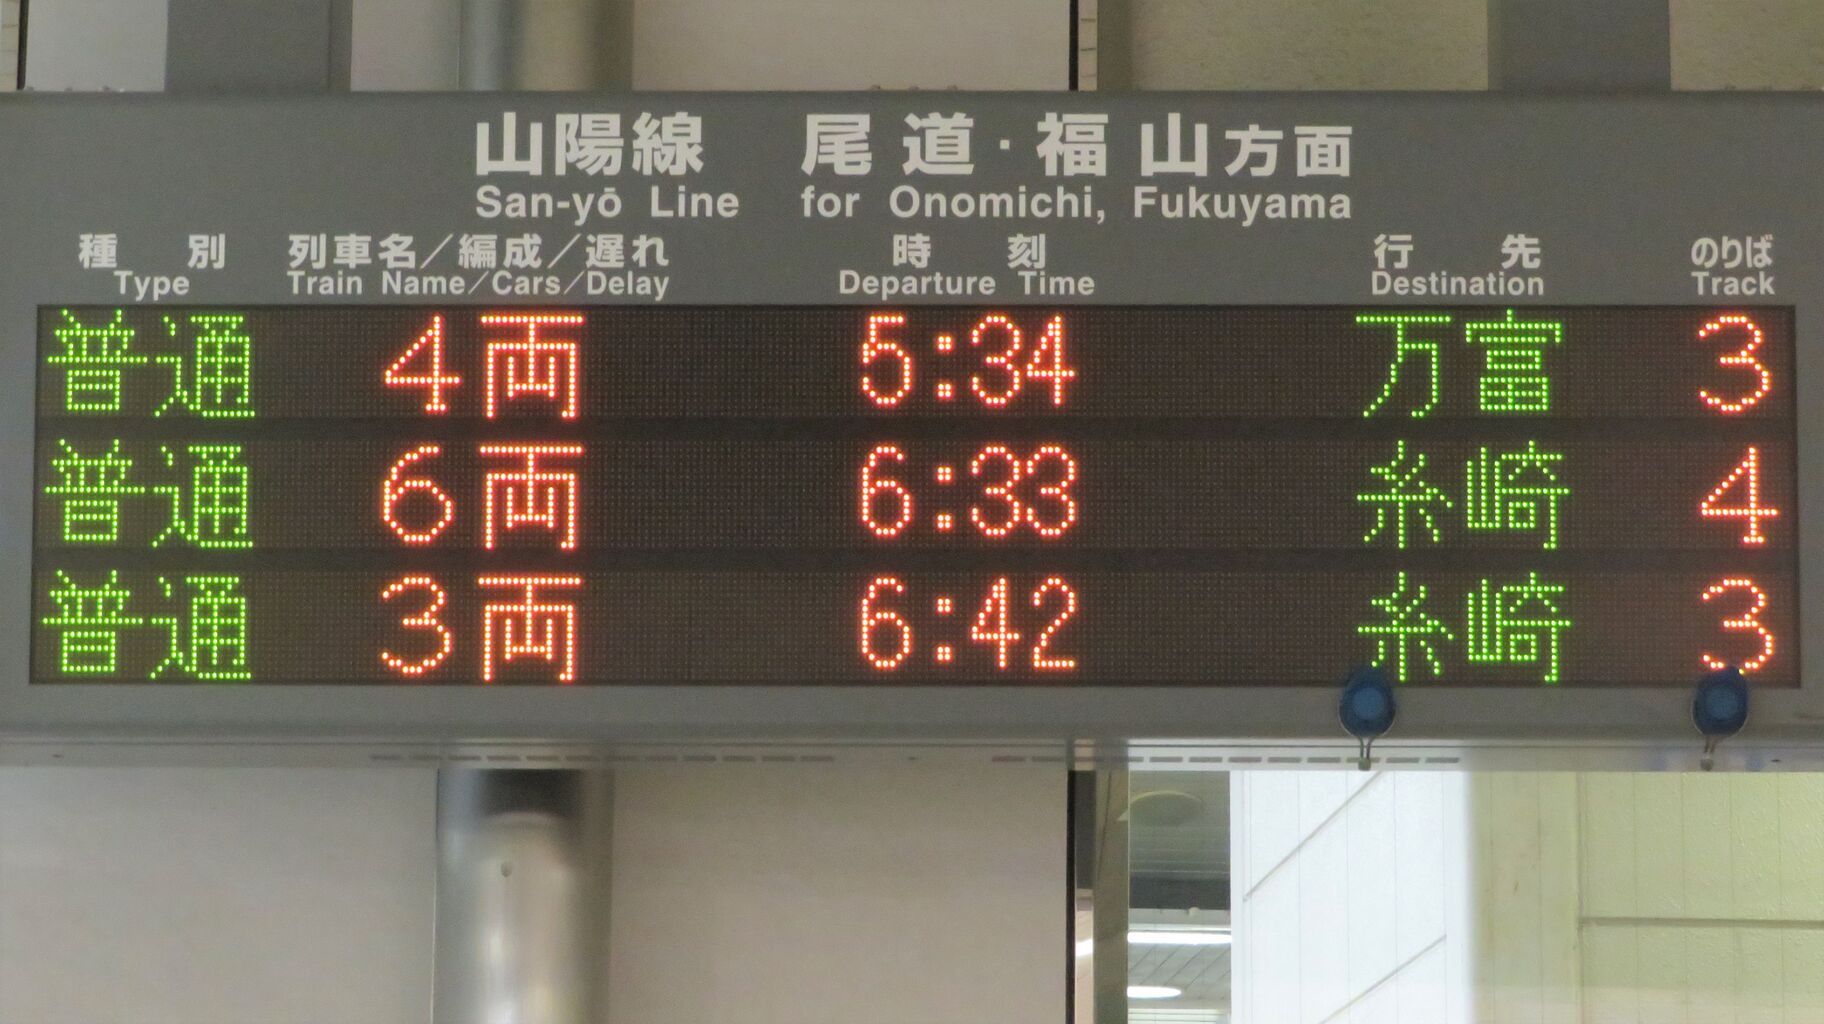 山陽線 尾道・福山方面
San-yō Line for Onomichi, Fukuyama
種別 列車名／編成／遅れ 時刻 行先 のりば
Type Train Name／Cars／Delay Departure Time Destination Track
普通 4両 5:34 万富 3
普通 6両 6:33 糸崎 4
普通 3両 6:42 糸崎 3